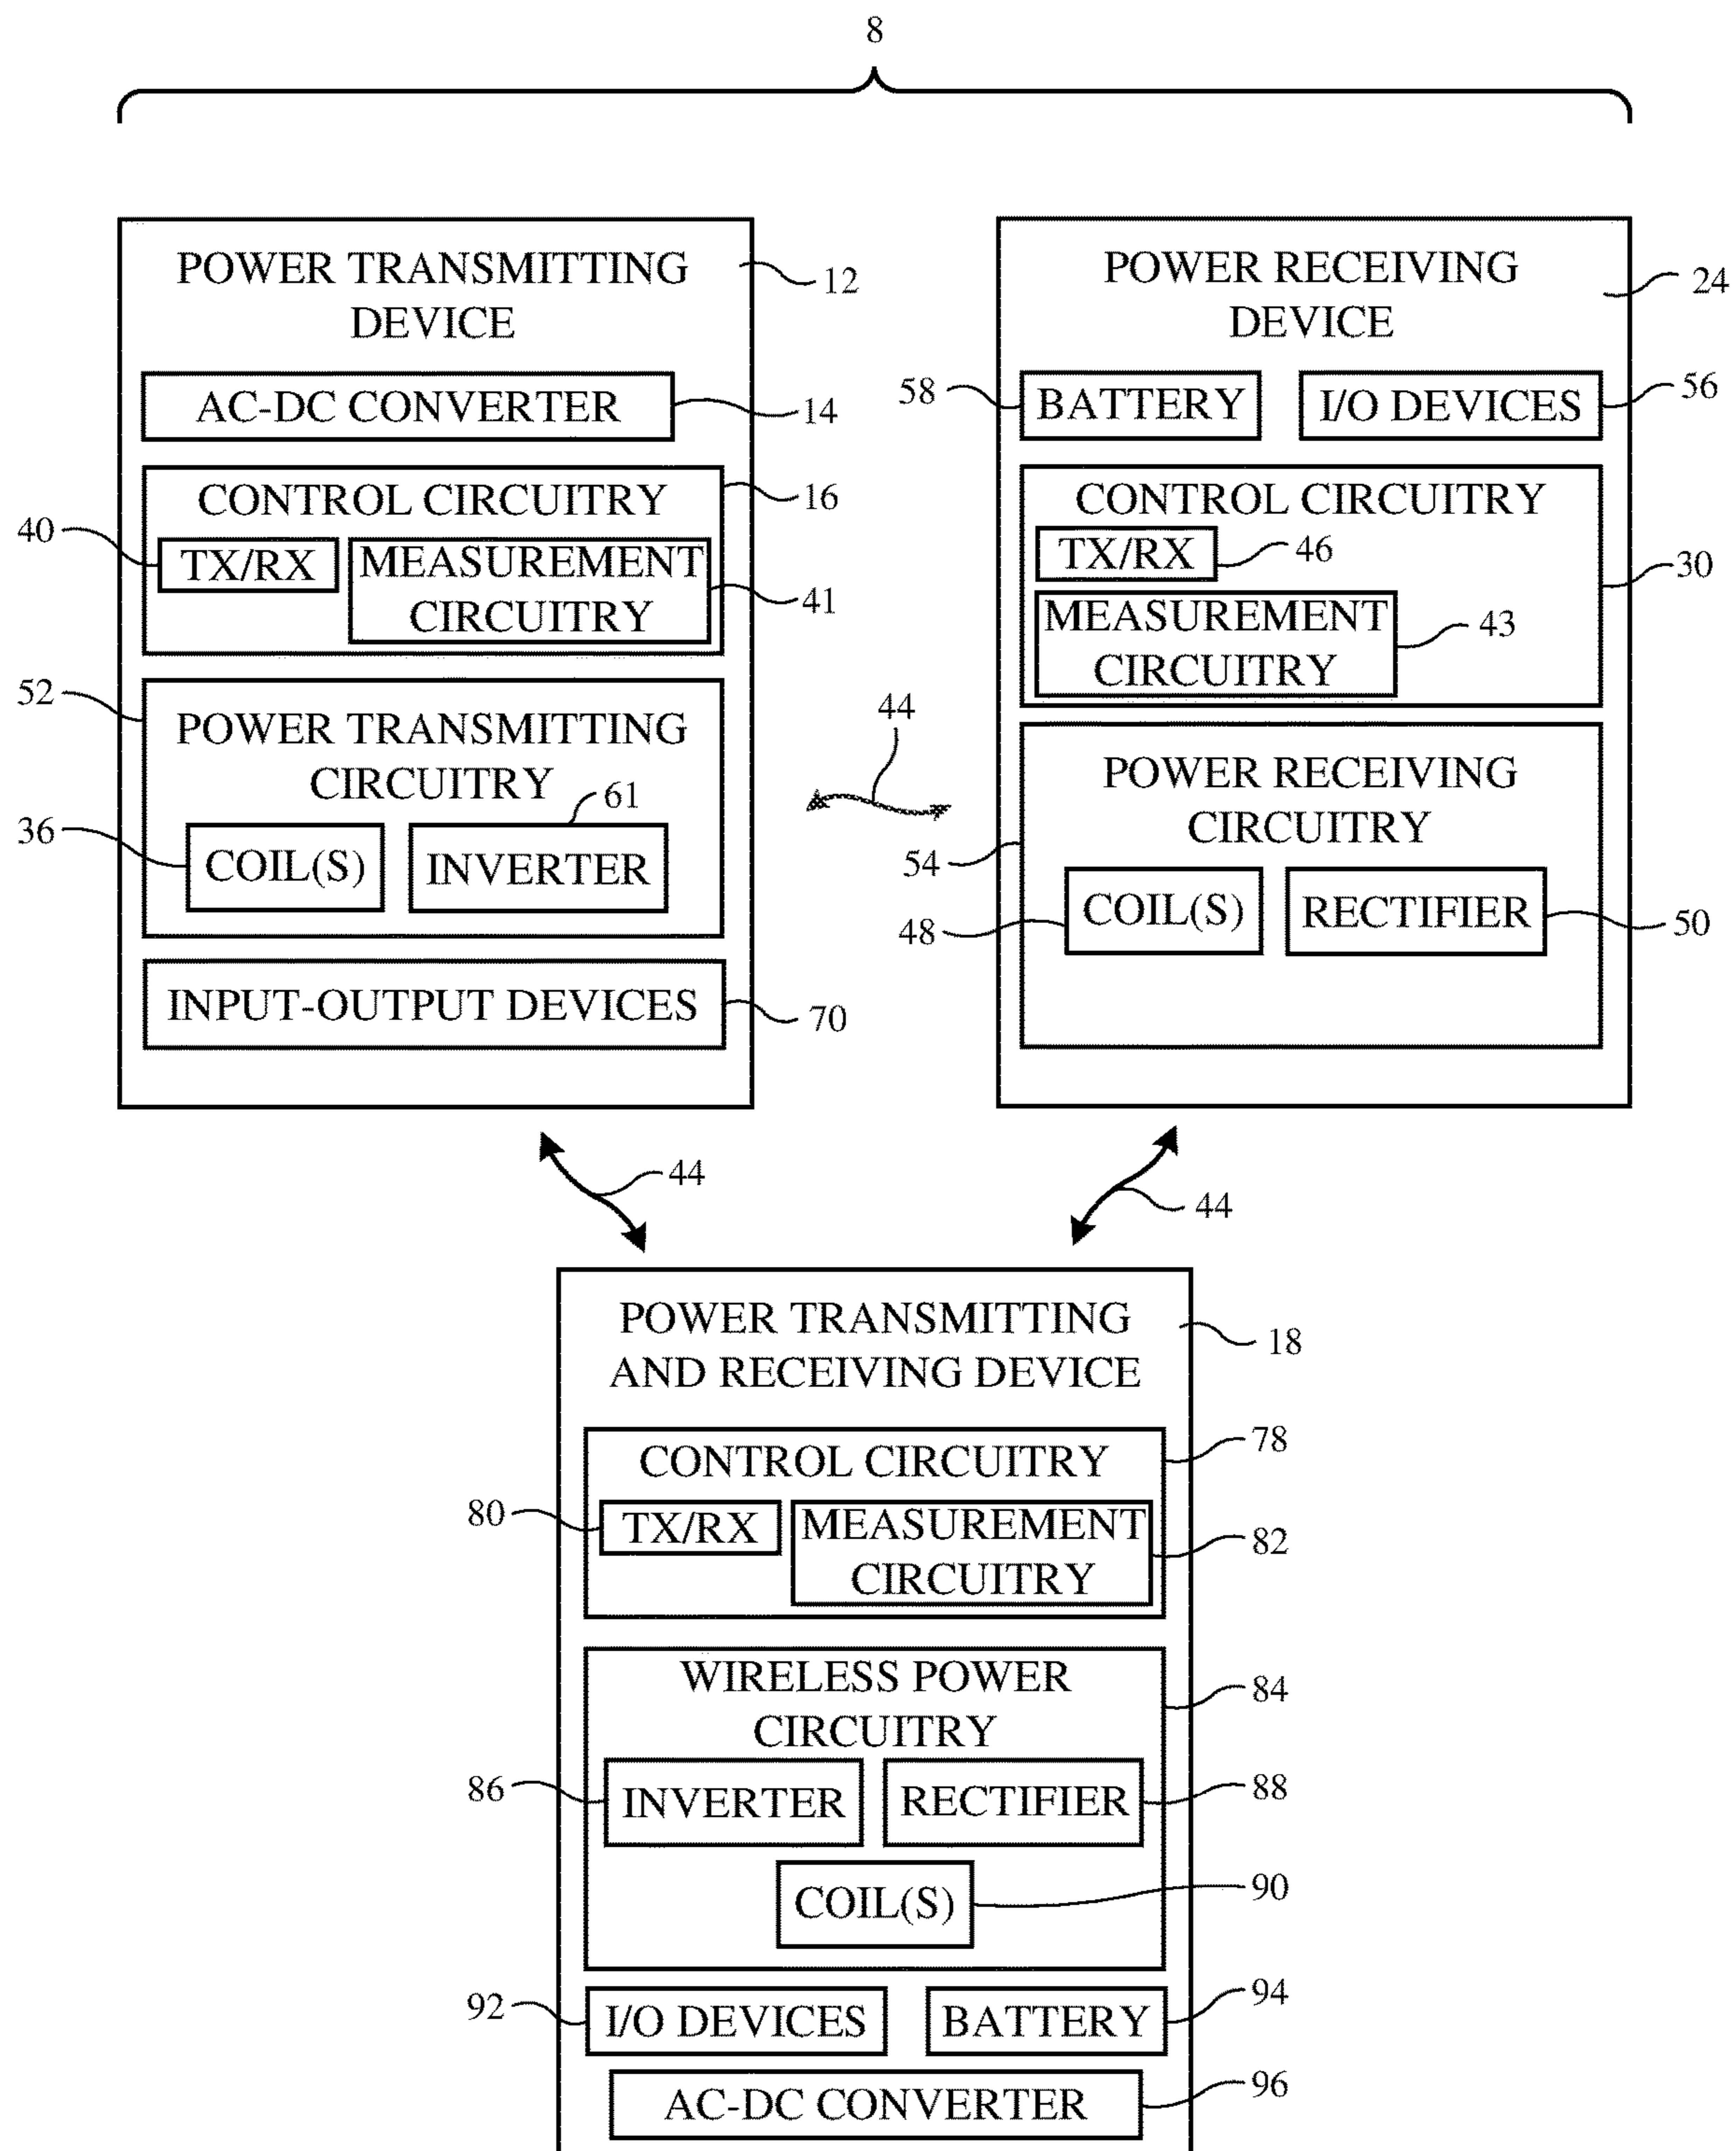 8
POWER TRANSMITTING
DEVICE
12
AC-DC CONVERTER
14
CONTROL CIRCUITRY
16
40
TX/RX
MEASUREMENT
CIRCUITRY
41
52
POWER TRANSMITTING
CIRCUITRY
61
36
COIL(S)
INVERTER
INPUT-OUTPUT DEVICES
70
44
POWER RECEIVING
DEVICE
24
58
BATTERY
I/O DEVICES
56
CONTROL CIRCUITRY
TX/RX
46
30
MEASUREMENT
CIRCUITRY
43
POWER RECEIVING
CIRCUITRY
54
48
COIL(S)
RECTIFIER
50
44
44
POWER TRANSMITTING
AND RECEIVING DEVICE
18
CONTROL CIRCUITRY
78
80
TX/RX
MEASUREMENT
CIRCUITRY
82
WIRELESS POWER
CIRCUITRY
84
86
INVERTER
RECTIFIER
88
COIL(S)
90
92
I/O DEVICES
BATTERY
94
AC-DC CONVERTER
96